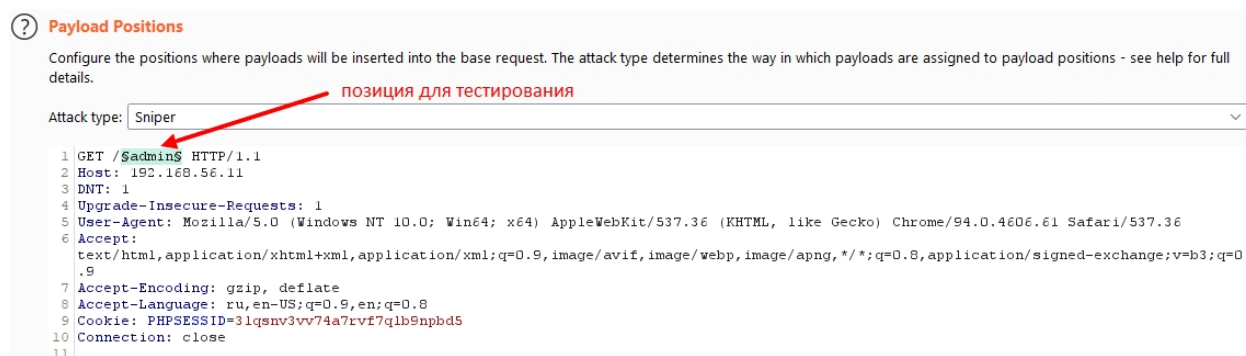 ? Payload Positions
Configure the positions where payloads will be inserted into the base request. The attack type determines the way in which payloads are assigned to payload positions - see help for full
details.
позиция для тестирования
Attack type: Sniper
1 GET /§admin§ HTTP/1.1
2 Host: 192.168.56.11
3 DNT: 1
4 Upgrade-Insecure-Requests: 1
5 User-Agent: Mozilla/5.0 (Windows NT 10.0; Win64; x64) AppleWebKit/537.36 (KHTML, like Gecko) Chrome/94.0.4606.61 Safari/537.36
6 Accept:
text/html,application/xhtml+xml,application/xml;q=0.9,image/avif,image/webp,image/apng,*/*;q=0.8,application/signed-exchange;v=b3;q=0
.9
7 Accept-Encoding: gzip, deflate
8 Accept-Language: ru,en-US;q=0.9,en;q=0.8
9 Cookie: PHPSESSID=3lqsnv3vv74a7rvf7qlb9npbd5
10 Connection: close
11